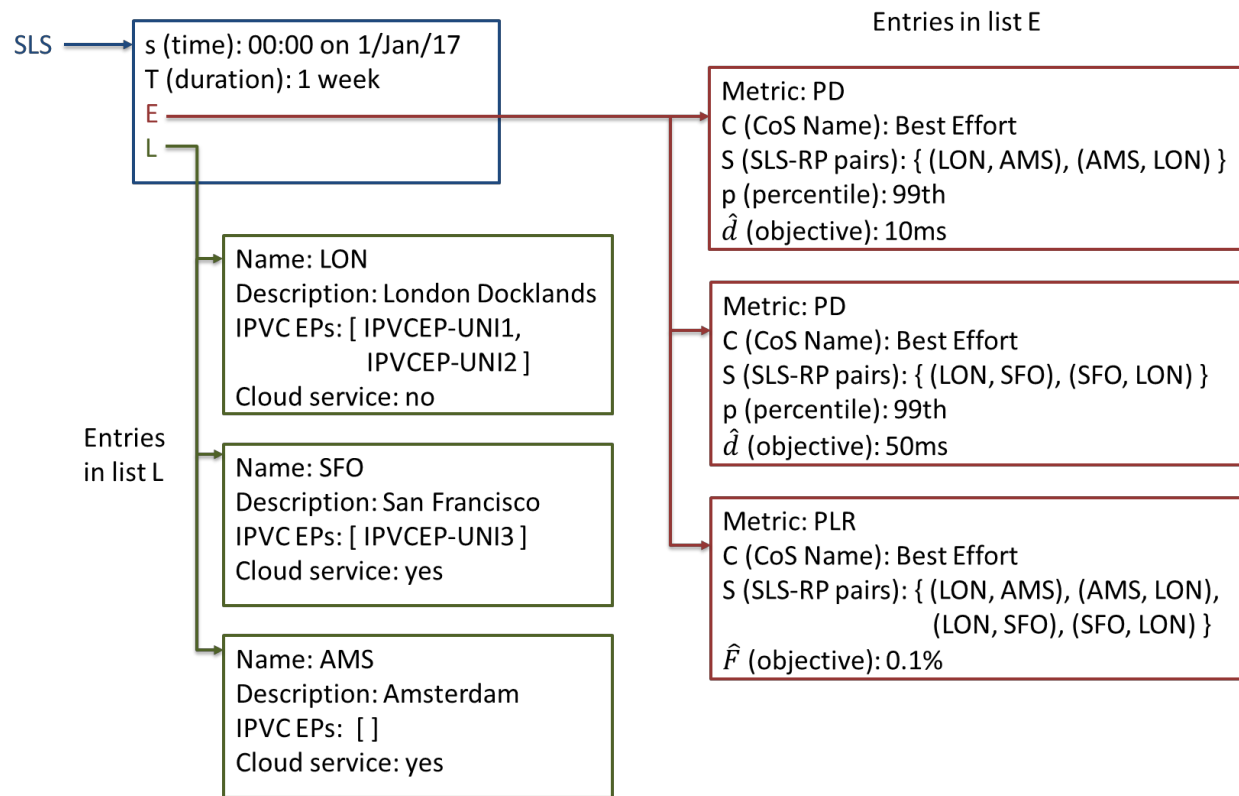 SLS
s (time): 00:00 on 1/Jan/17
T (duration): 1 week
E
L
Name: LON
Description: London Docklands
IPVC EPs: [ IPVCEP-UNI1,
IPVCEP-UNI2 ]
Cloud service: no
Entries
in list L
Name: SFO
Description: San Francisco
IPVC EPs: [ IPVCEP-UNI3 ]
Cloud service: yes
Name: AMS
Description: Amsterdam
IPVC EPs: [ ]
Cloud service: yes
Entries in list E
Metric: PD
C (CoS Name): Best Effort
S (SLS-RP pairs): { (LON, AMS), (AMS, LON) }
p (percentile): 99th
d̂ (objective): 10ms
Metric: PD
C (CoS Name): Best Effort
S (SLS-RP pairs): { (LON, SFO), (SFO, LON) }
p (percentile): 99th
d̂ (objective): 50ms
Metric: PLR
C (CoS Name): Best Effort
S (SLS-RP pairs): { (LON, AMS), (AMS, LON),
(LON, SFO), (SFO, LON) }
F̂ (objective): 0.1%